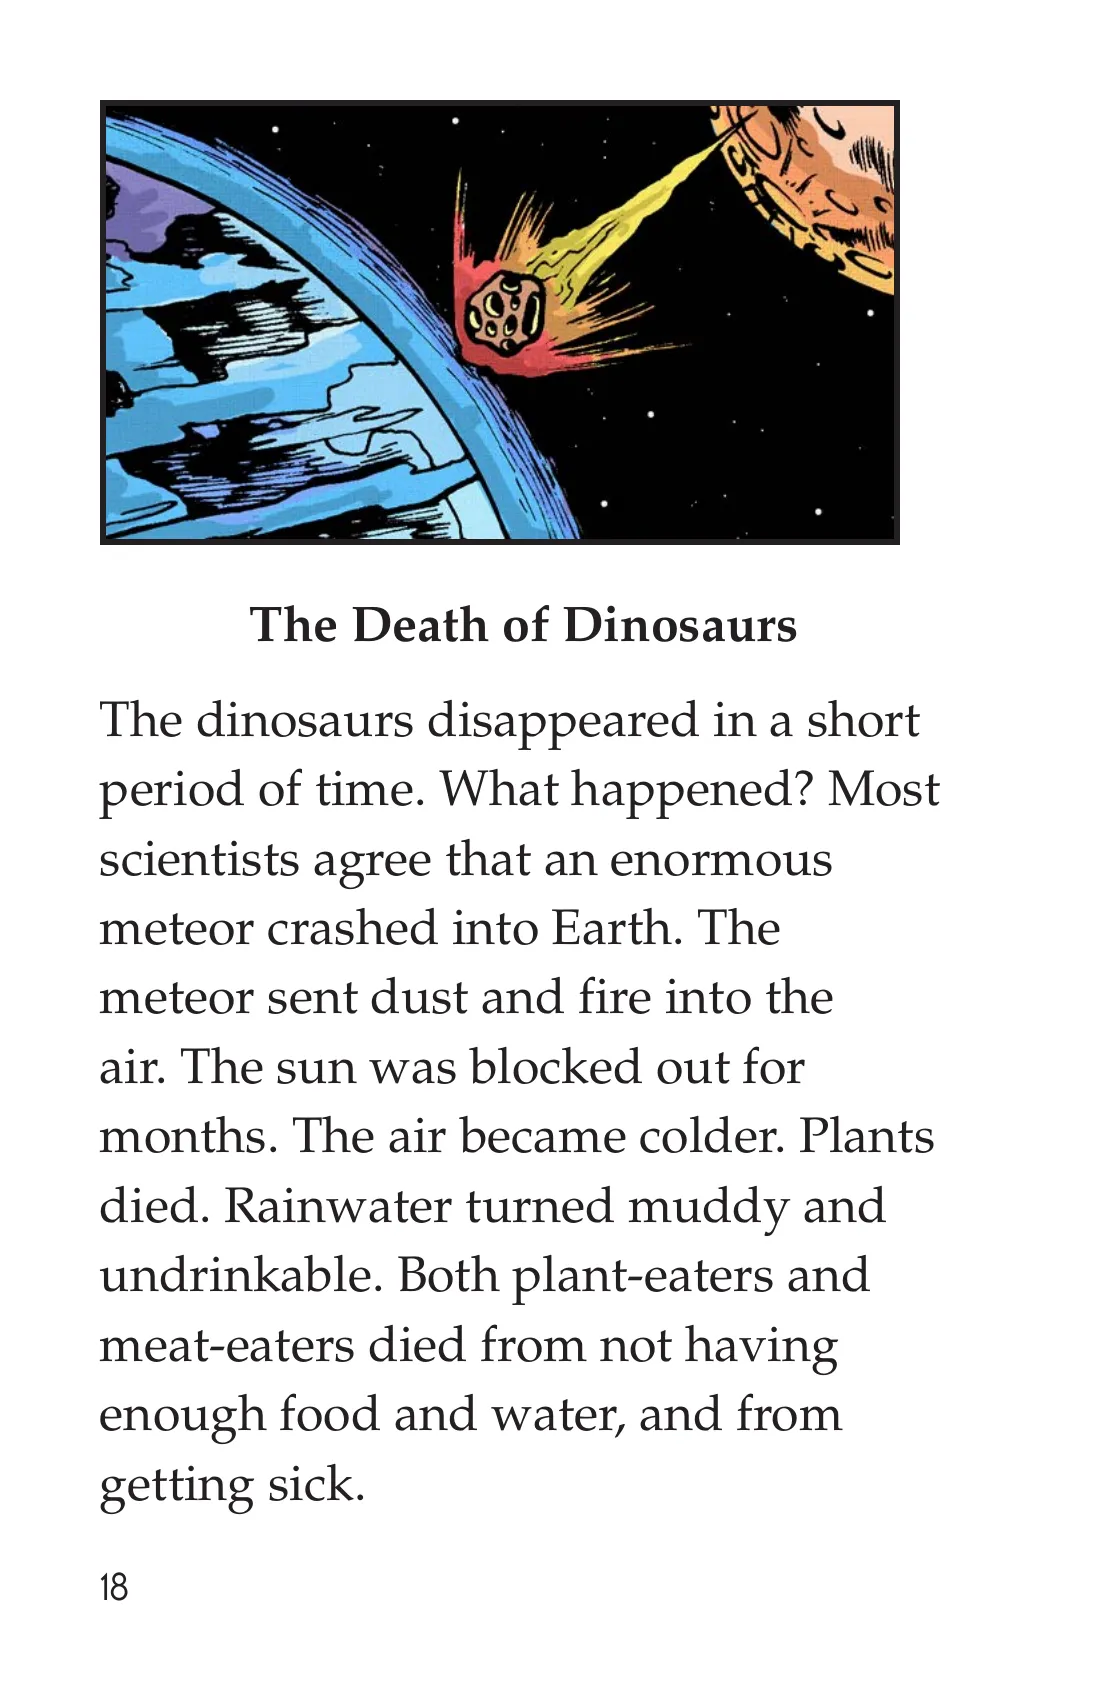 The Death of Dinosaurs
The dinosaurs disappeared in a short
period of time. What happened? Most
scientists agree that an enormous
meteor crashed into Earth. The
meteor sent dust and fire into the
air. The sun was blocked out for
months. The air became colder. Plants
died. Rainwater turned muddy and
undrinkable. Both plant-eaters and
meat-eaters died from not having
enough food and water, and from
getting sick.
18